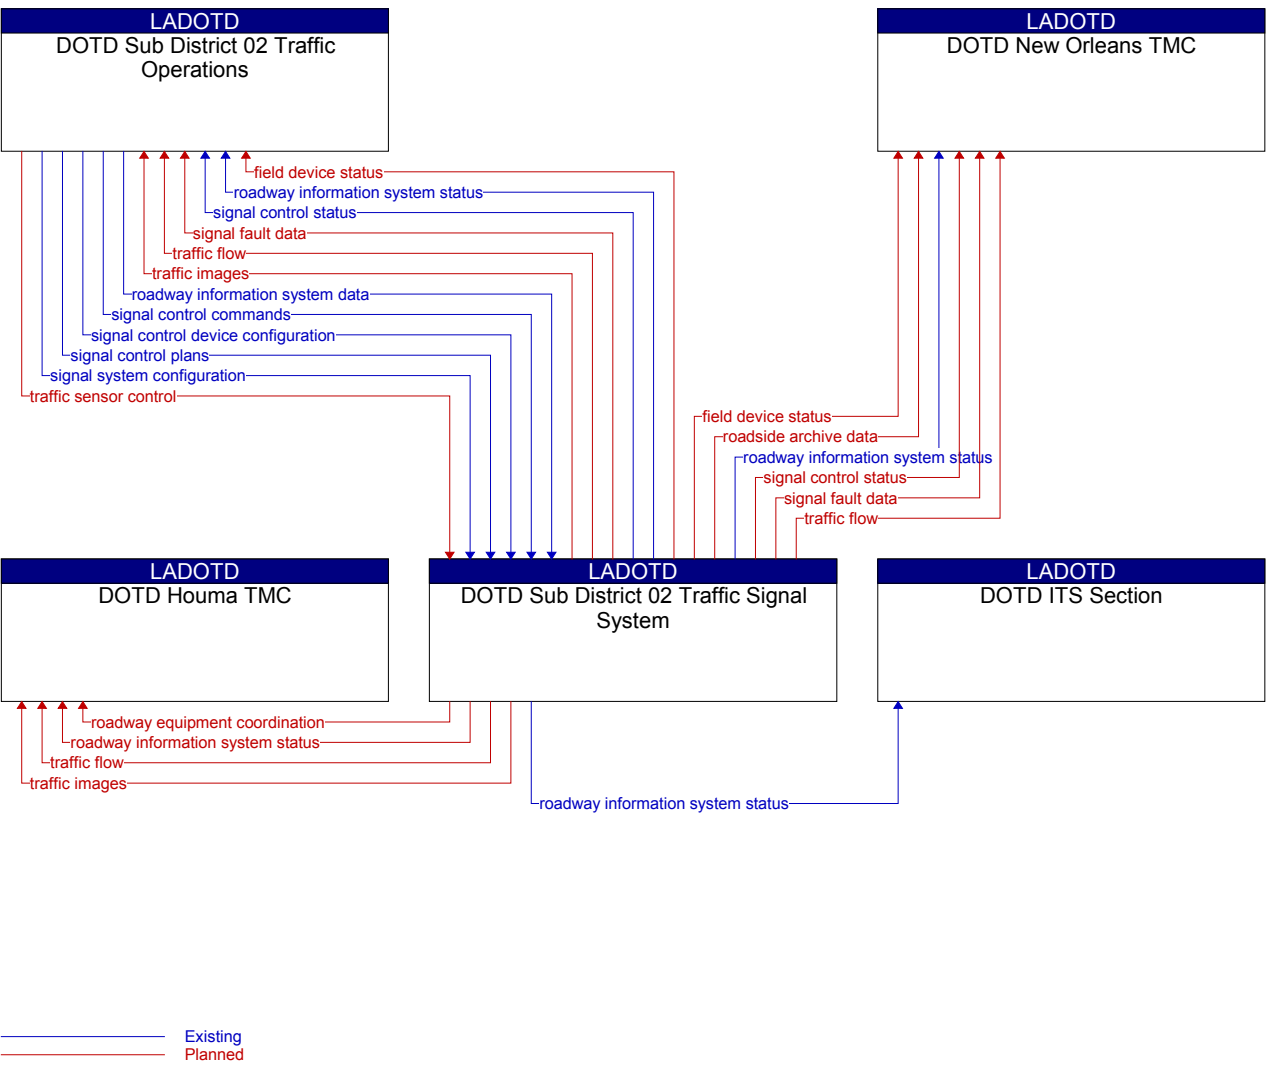 LADOTD
DOTD Sub District 02 Traffic
Operations
LADOTD
DOTD New Orleans TMC
field device status
roadway information system status
signal control status
signal fault data
traffic flow
traffic images
roadway information system data
signal control commands
signal control device configuration
signal control plans
signal system configuration
traffic sensor control
field device status
roadside archive data
roadway information system status
signal control status
signal fault data
traffic flow
LADOTD
DOTD Houma TMC
LADOTD
DOTD Sub District 02 Traffic Signal
System
LADOTD
DOTD ITS Section
roadway equipment coordination
roadway information system status
traffic flow
traffic images
roadway information system status
Existing
Planned